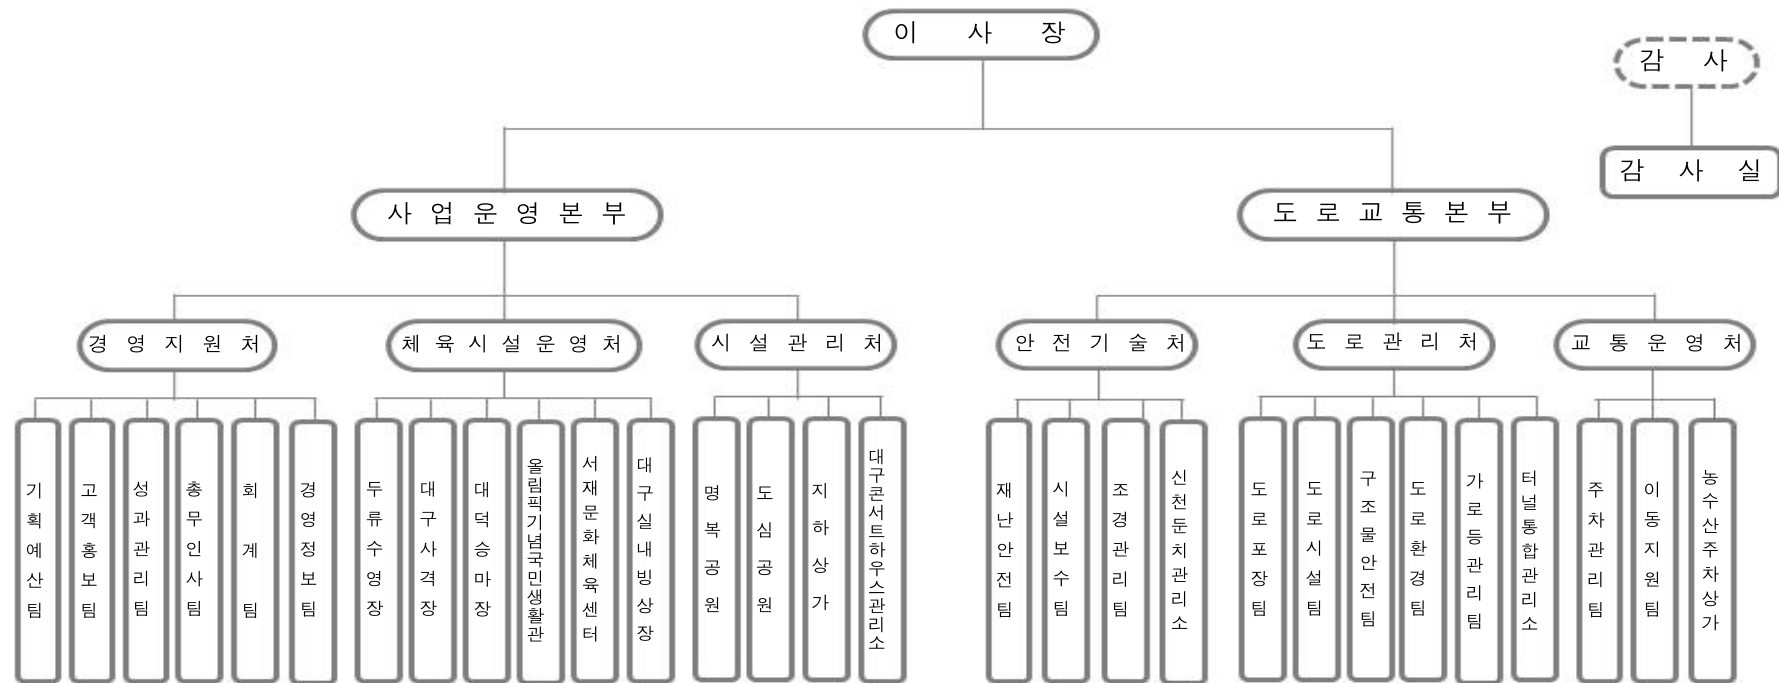 이 사 장
감 사
감 사 실
사 업 운 영 본 부
도 로 교 통 본 부
경 영 지 원 처
체 육 시 설 운 영 처
시 설 관 리 처
안 전 기 술 처
도 로 관 리 처
교 통 운 영 처
기획예산팀
고객홍보팀
성과관리팀
총무인사팀
회계팀
경영정보팀
두류수영장
대구사격장
대덕승마장
올림픽기념국민생활관
서재문화체육센터
대구실내빙상장
명복공원
도심공원
지하상가
대구콘서트하우스관리소
재난안전팀
시설보수팀
조경관리팀
신천둔치관리소
도로포장팀
도로시설팀
구조물안전팀
도로환경팀
가로등관리팀
터널통합관리소
주차관리팀
이동지원팀
농수산주차상가